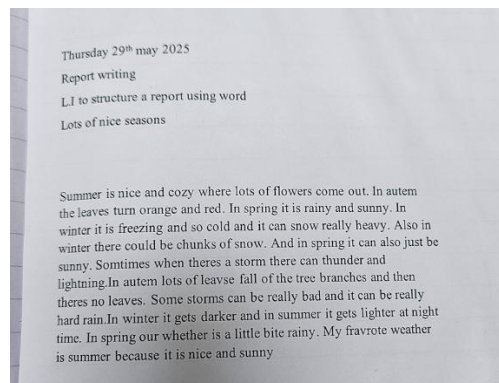 Thursday 29th may 2025
Report writing
L.I to structure a report using word
Lots of nice seasons
Summer is nice and cozy where lots of flowers come out. In autem
the leaves turn orange and red. In spring it is rainy and sunny. In
winter it is freezing and so cold and it can snow really heavy. Also in
winter there could be chunks of snow. And in spring it can also just be
sunny. Somtimes when theres a storm there can thunder and
lightning.In autem lots of leavse fall of the tree branches and then
theres no leaves. Some storms can be really bad and it can be really
hard rain.In winter it gets darker and in summer it gets lighter at night
time. In spring our whether is a little bite rainy. My fravrote weather
is summer because it is nice and sunny